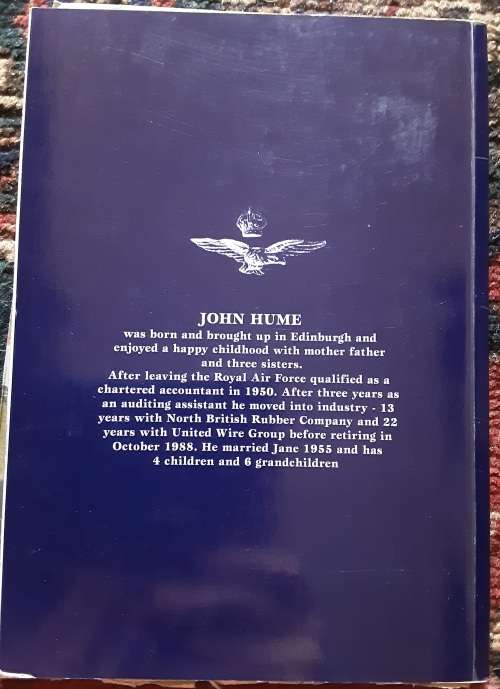 JOHN HUME
was born and brought up in Edinburgh and
enjoyed a happy childhood with mother father
and three sisters.
After leaving the Royal Air Force qualified as a
chartered accountant in 1950. After three years as
an auditing assistant he moved into industry - 13
years with North British Rubber Company and 22
years with United Wire Group before retiring in
October 1988. He married Jane 1955 and has
4 children and 6 grandchildren